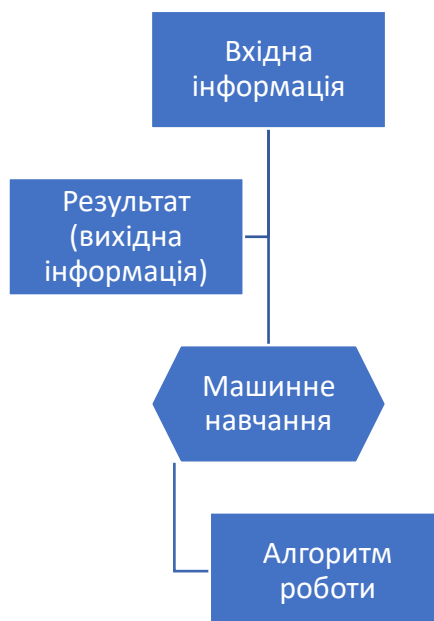 Вхідна
інформація
Результат
(вихідна
інформація)
Машинне
навчання
Алгоритм
роботи